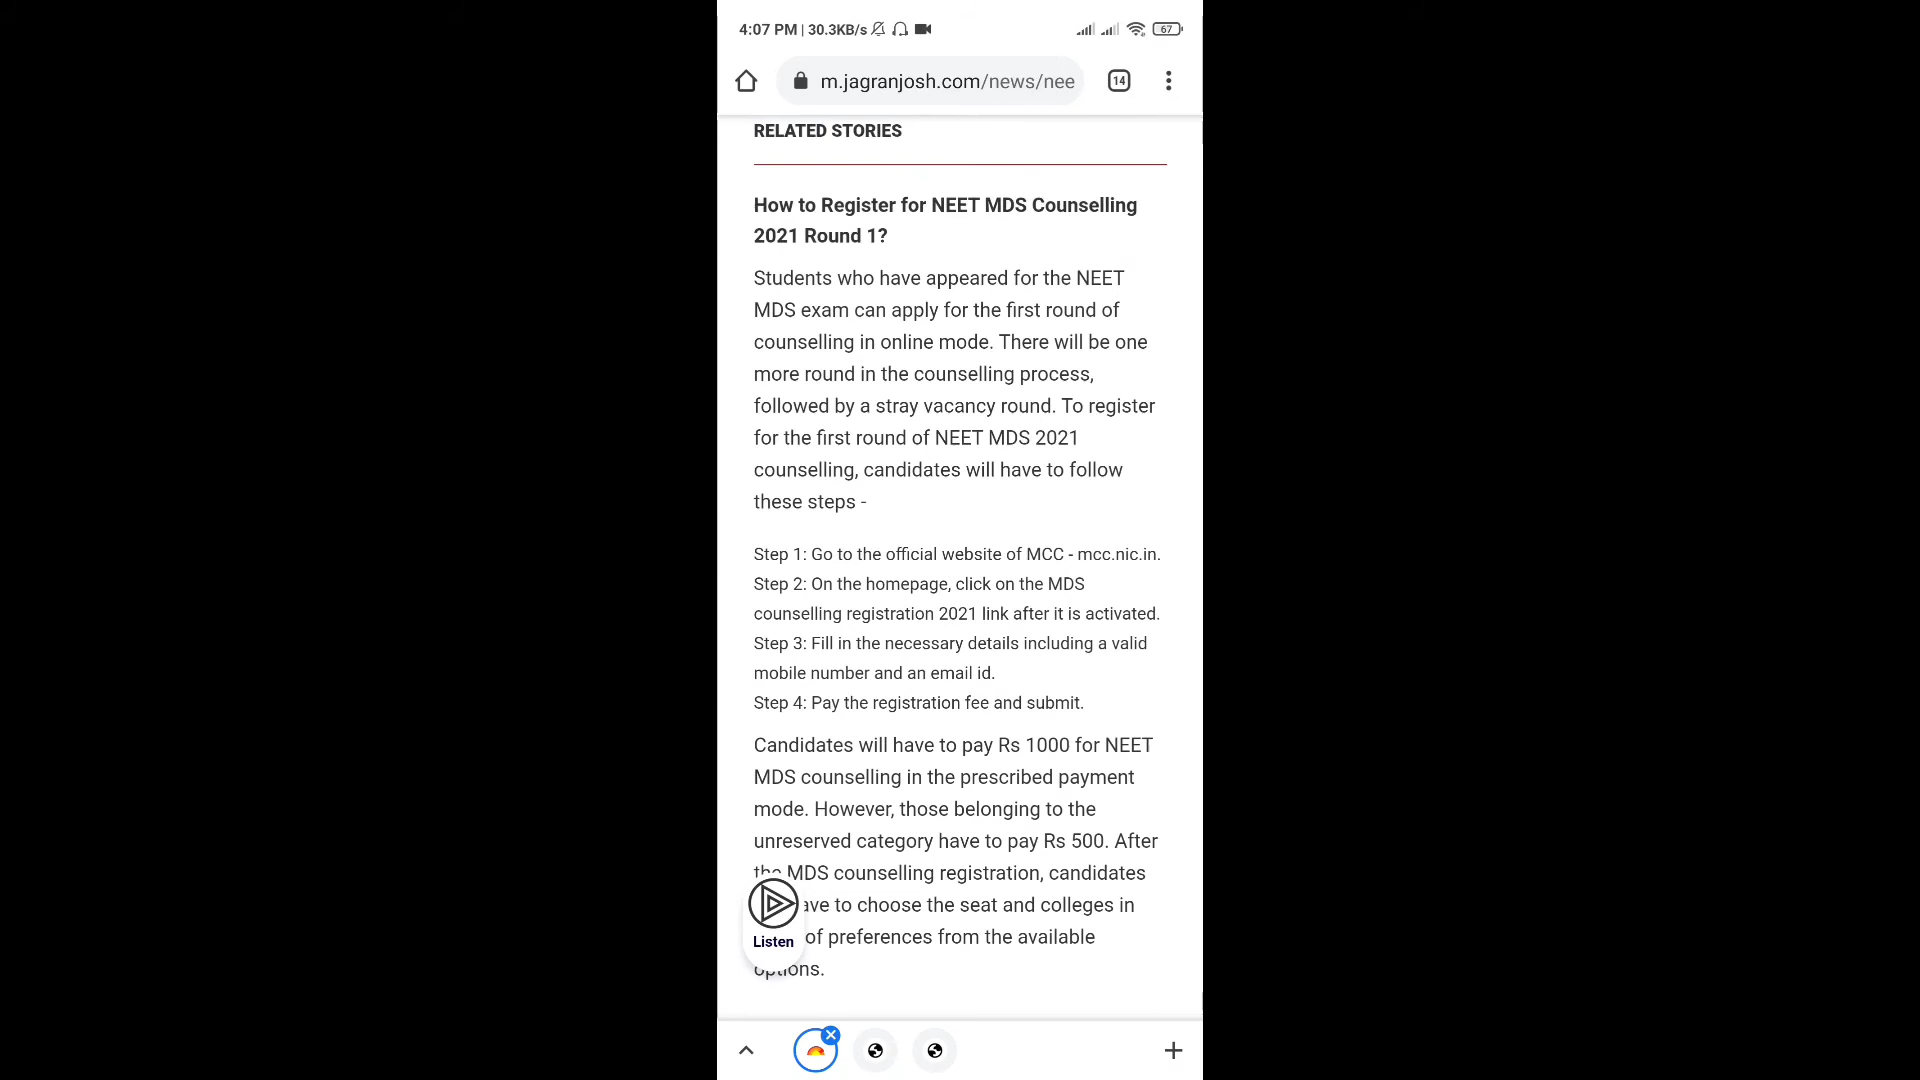 4:07 PM | 30.3KB/s
67
m.jagranjosh.com/news/nee
14
RELATED STORIES
How to Register for NEET MDS Counselling
2021 Round 1?
Students who have appeared for the NEET
MDS exam can apply for the first round of
counselling in online mode. There will be one
more round in the counselling process,
followed by a stray vacancy round. To register
for the first round of NEET MDS 2021
counselling, candidates will have to follow
these steps -
Step 1: Go to the official website of MCC - mcc.nic.in.
Step 2: On the homepage, click on the MDS
counselling registration 2021 link after it is activated.
Step 3: Fill in the necessary details including a valid
mobile number and an email id.
Step 4: Pay the registration fee and submit.
Candidates will have to pay Rs 1000 for NEET
MDS counselling in the prescribed payment
mode. However, those belonging to the
unreserved category have to pay Rs 500. After
the MDS counselling registration, candidates
ave to choose the seat and colleges in
of preferences from the available
options.
Listen